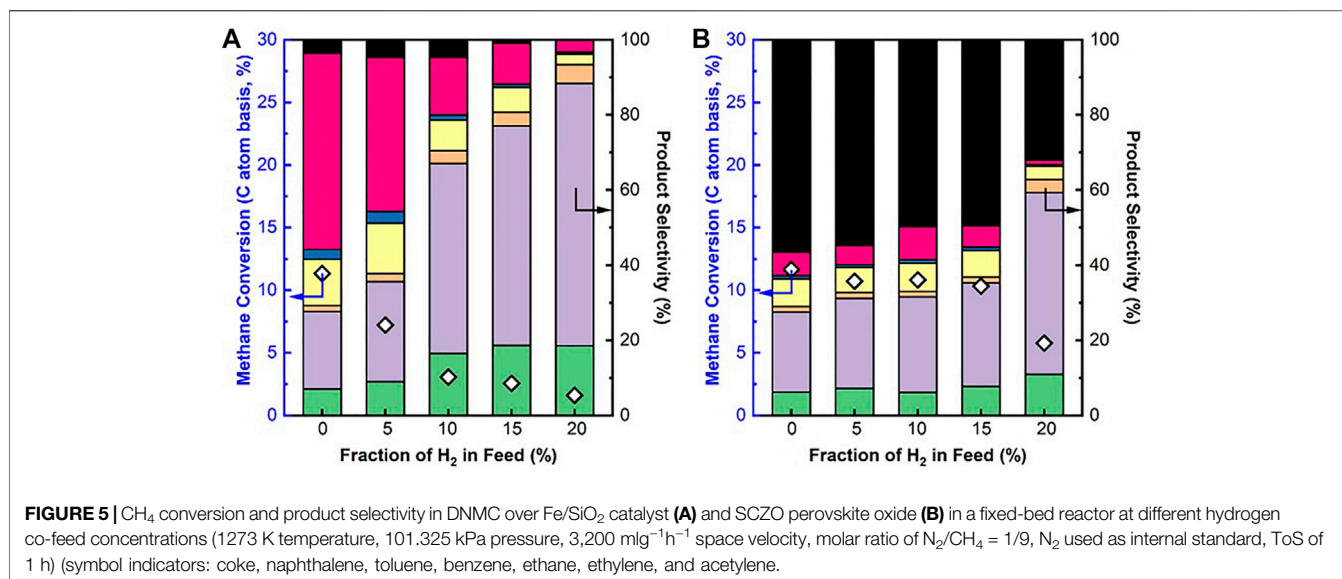 A
30
25
20
15
10
5
0
Methane Conversion (C atom basis, %)
100
80
60
40
20
0
Product Selectivity (%)
0 5 10 15 20
Fraction of H₂ in Feed (%)
B
30
25
20
15
10
5
0
Methane Conversion (C atom basis, %)
100
80
60
40
20
0
Product Selectivity (%)
0 5 10 15 20
Fraction of H₂ in Feed (%)
FIGURE 5 | CH₄ conversion and product selectivity in DNMC over Fe/SiO₂ catalyst (A) and SCZO perovskite oxide (B) in a fixed-bed reactor at different hydrogen
co-feed concentrations (1273 K temperature, 101.325 kPa pressure, 3,200 mlg⁻¹h⁻¹ space velocity, molar ratio of N₂/CH₄ = 1/9, N₂ used as internal standard, ToS of
1 h) (symbol indicators: coke, naphthalene, toluene, benzene, ethane, ethylene, and acetylene.